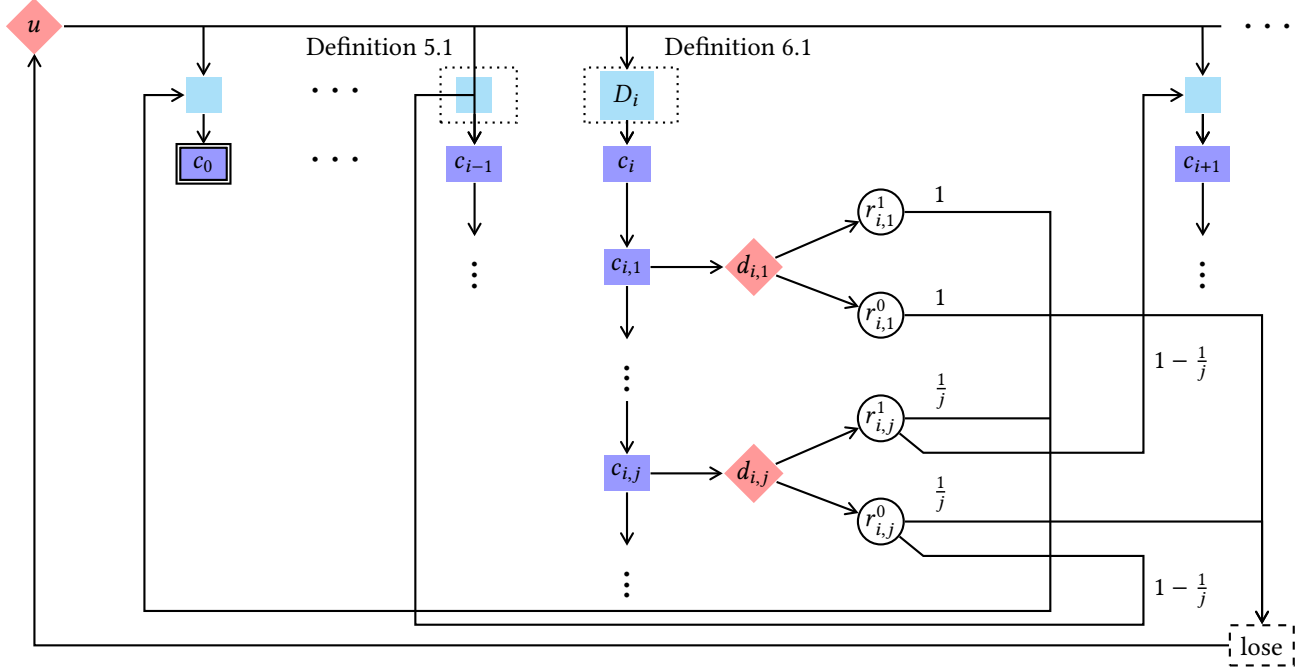 u · · ·
Definition 5.1 Definition 6.1
· · · D_i
c_0 · · · c_{i−1} c_i c_{i+1}
r^1_{i,1} 1
c_{i,1} d_{i,1}
r^0_{i,1} 1
1 − 1/j
r^1_{i,j} 1/j
c_{i,j} d_{i,j}
r^0_{i,j} 1/j
1 − 1/j
lose